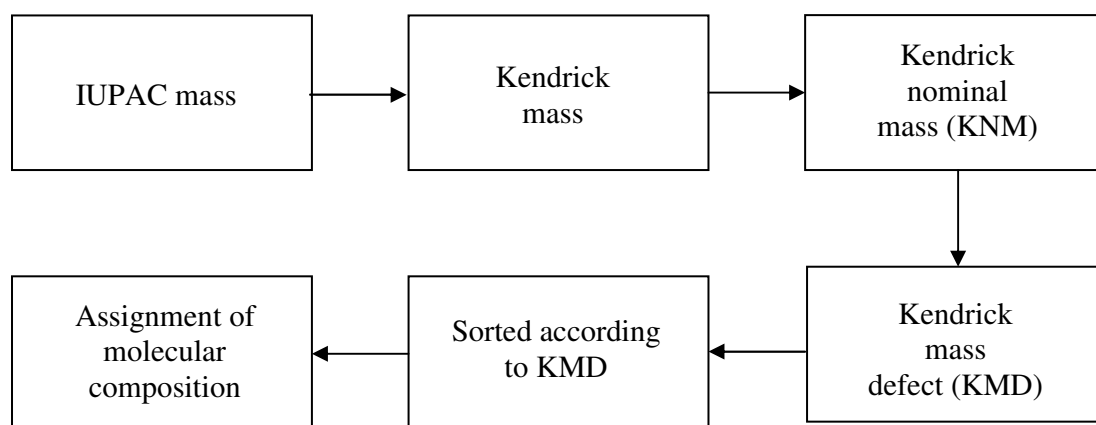 IUPAC mass
Kendrick
mass
Kendrick
nominal
mass (KNM)
Kendrick
mass
defect (KMD)
Sorted according
to KMD
Assignment of
molecular
composition